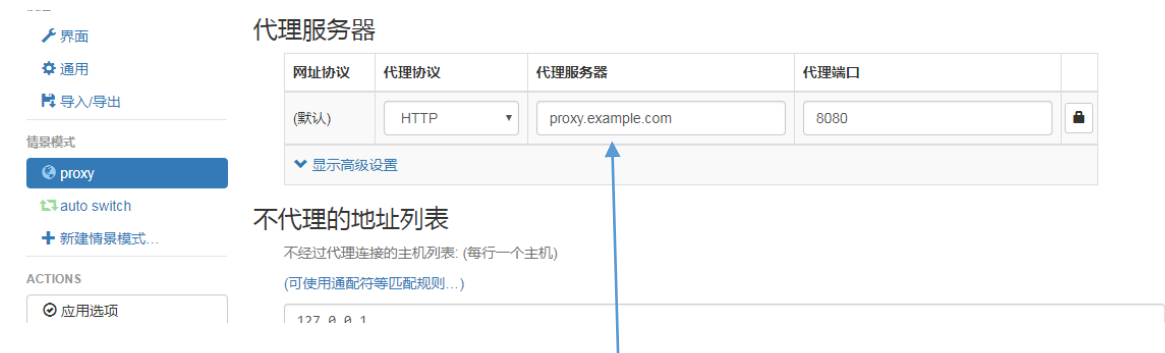 界面
通用
导入/导出
情景模式
proxy
auto switch
新建情景模式…
ACTIONS
应用选项
代理服务器
网址协议 代理协议 代理服务器 代理端口
(默认) HTTP proxy.example.com 8080
显示高级设置
不代理的地址列表
不经过代理连接的主机列表: (每行一个主机)
(可使用通配符等匹配规则…)
127.0.0.1